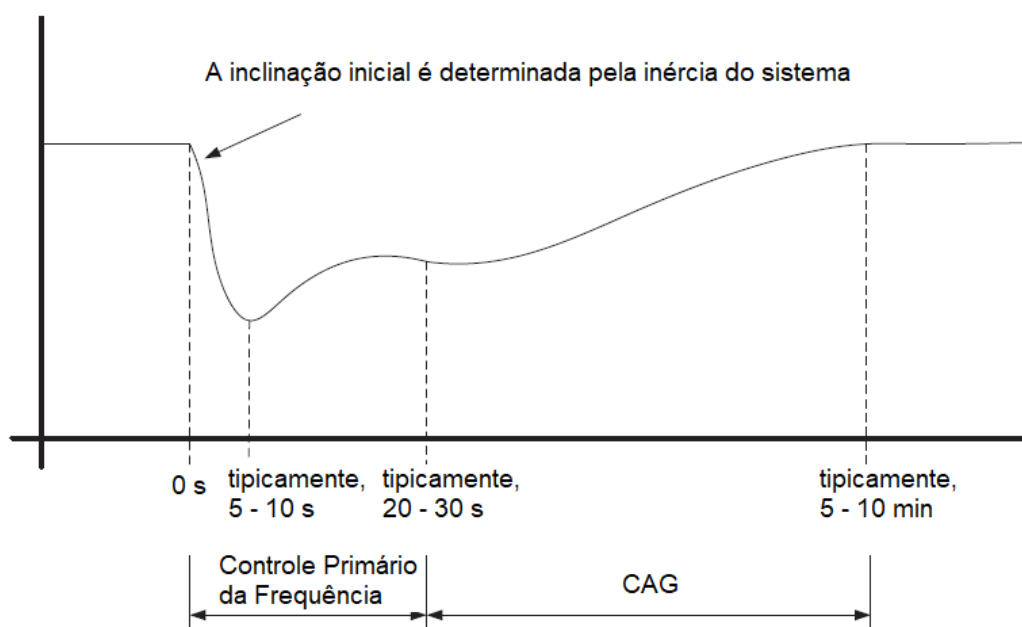 A inclinação inicial é determinada pela inércia do sistema
0 s
tipicamente,
5 - 10 s
tipicamente,
20 - 30 s
tipicamente,
5 - 10 min
Controle Primário
da Frequência
CAG